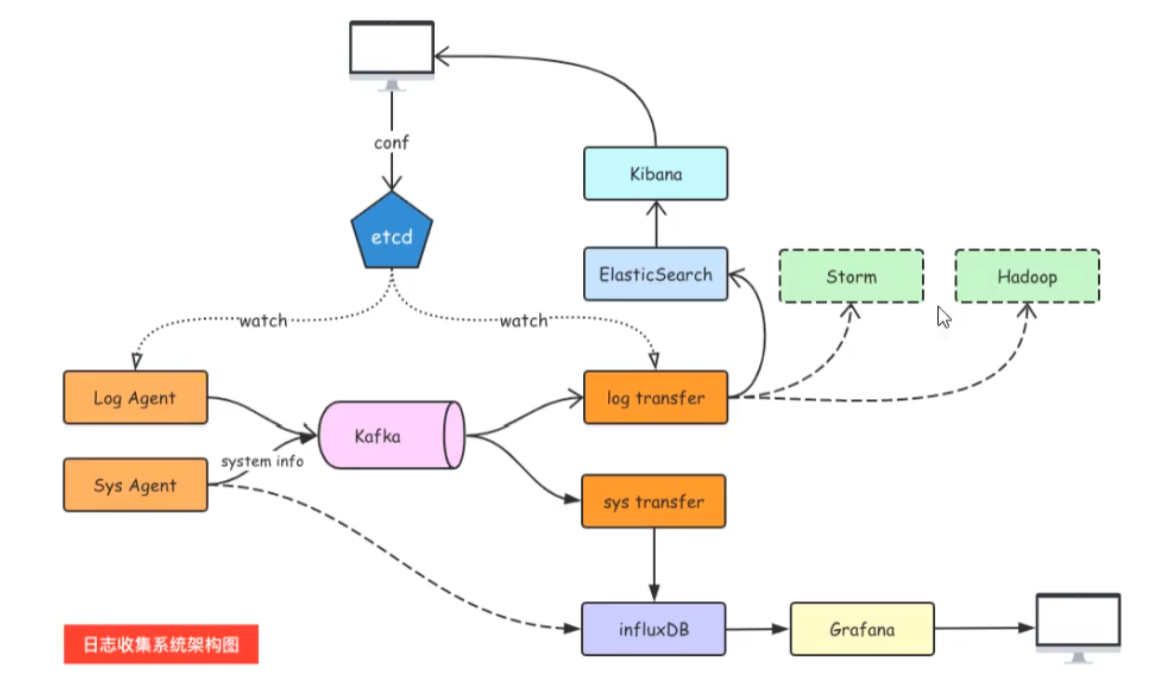 conf
Kibana
etcd
ElasticSearch
Storm
Hadoop
watch
watch
Log Agent
log transfer
Kafka
system info
Sys Agent
sys transfer
influxDB
Grafana
日志收集系统架构图